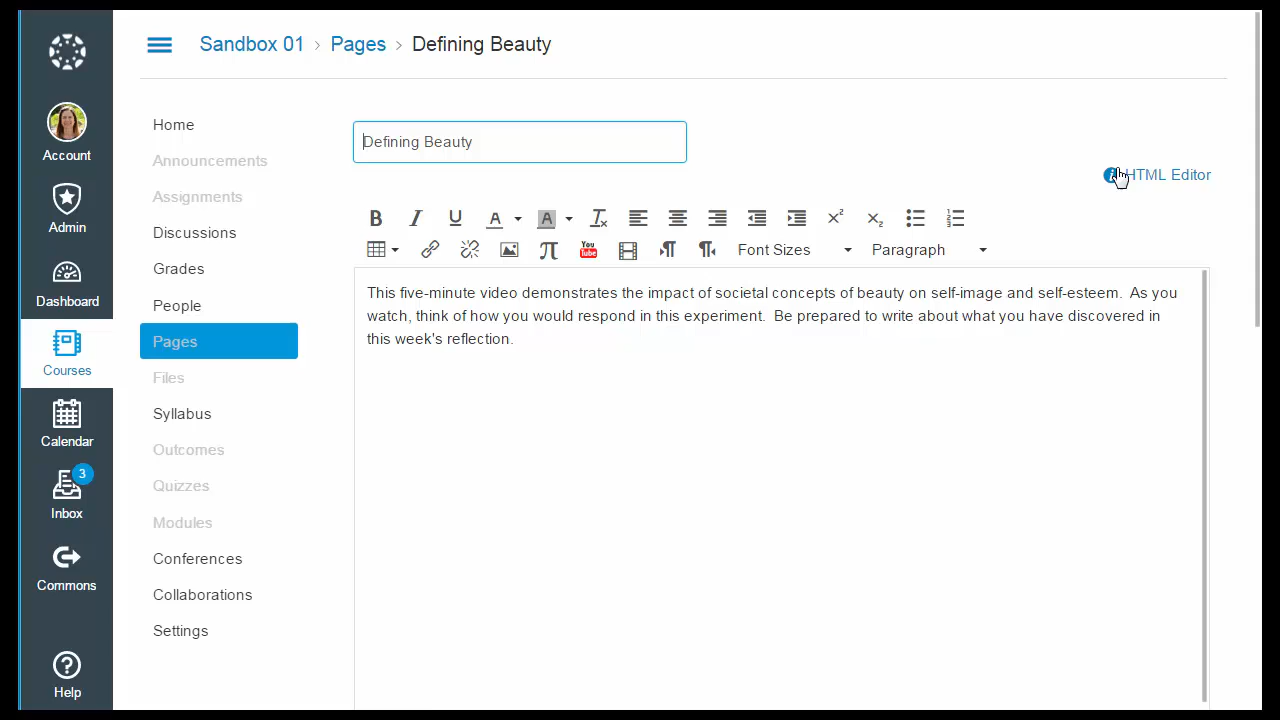 Sandbox 01 > Pages > Defining Beauty
Account
Admin
Dashboard
Courses
Calendar
3
Inbox
Commons
Help
Home
Announcements
Assignments
Discussions
Grades
People
Pages
Files
Syllabus
Outcomes
Quizzes
Modules
Conferences
Collaborations
Settings
Defining Beauty
HTML Editor
Font Sizes
Paragraph
This five-minute video demonstrates the impact of societal concepts of beauty on self-image and self-esteem.  As you
watch, think of how you would respond in this experiment.  Be prepared to write about what you have discovered in
this week's reflection.